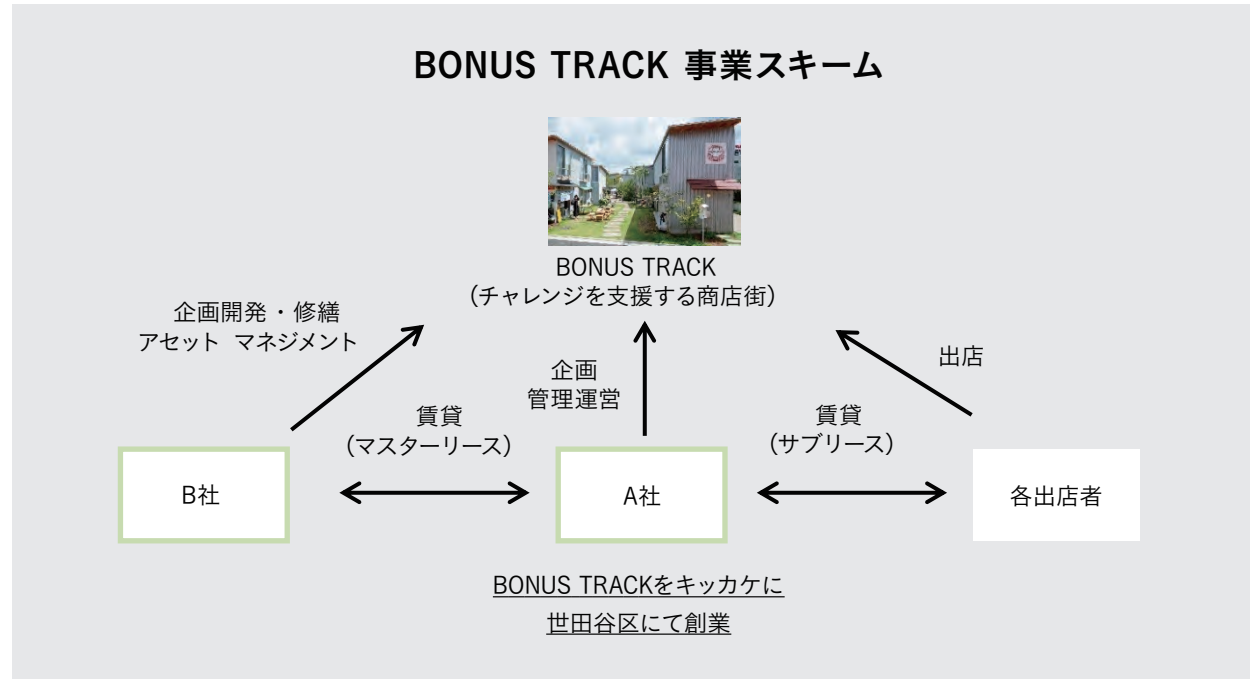 BONUS TRACK 事業スキーム
BONUS TRACK
(チャレンジを支援する商店街)
企画開発・修繕
アセット マネジメント
企画
管理運営
出店
賃貸
(マスターリース)
賃貸
(サブリース)
B社
A社
各出店者
BONUS TRACKをキッカケに
世田谷区にて創業